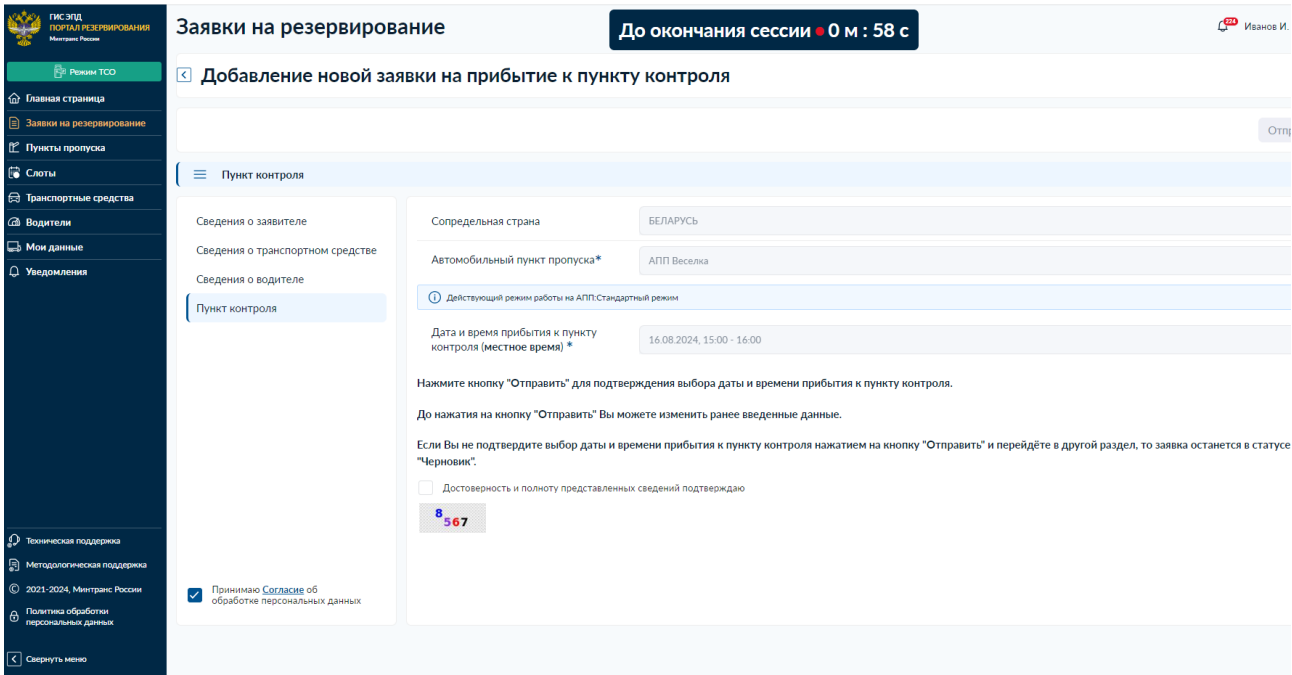 ГИС ЭПД
ПОРТАЛ РЕЗЕРВИРОВАНИЯ
Минтранс России
Режим ТСО
Главная страница
Заявки на резервирование
Пункты пропуска
Слоты
Транспортные средства
Водители
Мои данные
Уведомления
Техническая поддержка
Методологическая поддержка
© 2021-2024, Минтранс России
Политика обработки
персональных данных
Свернуть меню
Заявки на резервирование
До окончания сессии 0 м : 58 с
224
Иванов И.
Добавление новой заявки на прибытие к пункту контроля
Отпр
Пункт контроля
Сведения о заявителе
Сведения о транспортном средстве
Сведения о водителе
Пункт контроля
Принимаю Согласие об
обработке персональных данных
Сопредельная страна
БЕЛАРУСЬ
Автомобильный пункт пропуска*
АПП Веселка
Действующий режим работы на АПП:Стандартный режим
Дата и время прибытия к пункту
контроля (местное время) *
16.08.2024, 15:00 - 16:00
Нажмите кнопку "Отправить" для подтверждения выбора даты и времени прибытия к пункту контроля.
До нажатия на кнопку "Отправить" Вы можете изменить ранее введенные данные.
Если Вы не подтвердите выбор даты и времени прибытия к пункту контроля нажатием на кнопку "Отправить" и перейдёте в другой раздел, то заявка останется в статусе
"Черновик".
Достоверность и полноту представленных сведений подтверждаю
8567